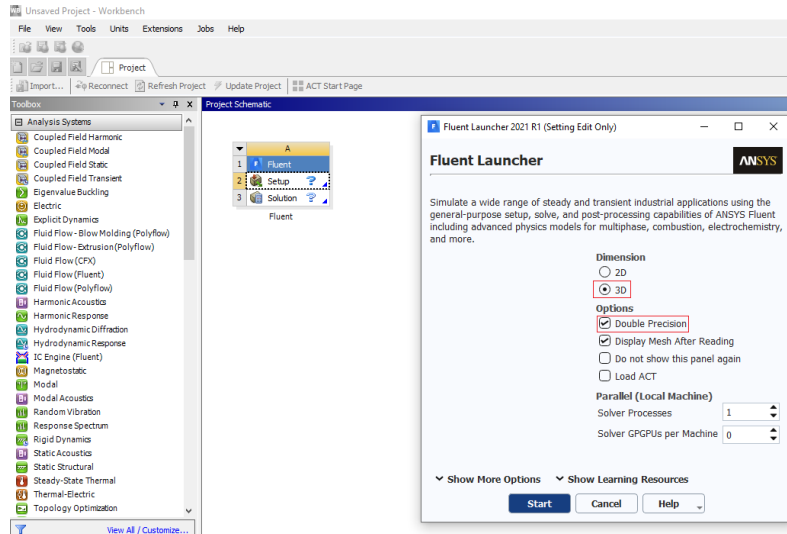 Unsaved Project - Workbench
File View Tools Units Extensions Jobs Help
Project
Import... Reconnect Refresh Project Update Project ACT Start Page
Toolbox
Analysis Systems
Coupled Field Harmonic
Coupled Field Modal
Coupled Field Static
Coupled Field Transient
Eigenvalue Buckling
Electric
Explicit Dynamics
Fluid Flow - Blow Molding (Polyflow)
Fluid Flow - Extrusion (Polyflow)
Fluid Flow (CFX)
Fluid Flow (Fluent)
Fluid Flow (Polyflow)
Harmonic Acoustics
Harmonic Response
Hydrodynamic Diffraction
Hydrodynamic Response
IC Engine (Fluent)
Magnetostatic
Modal
Modal Acoustics
Random Vibration
Response Spectrum
Rigid Dynamics
Static Acoustics
Static Structural
Steady-State Thermal
Thermal-Electric
Topology Optimization
View All / Customize...
Project Schematic
A
1 Fluent
2 Setup ?
3 Solution ?
Fluent
Fluent Launcher 2021 R1 (Setting Edit Only)
Fluent Launcher
ANSYS
Simulate a wide range of steady and transient industrial applications using the
general-purpose setup, solve, and post-processing capabilities of ANSYS Fluent
including advanced physics models for multiphase, combustion, electrochemistry,
and more.
Dimension
2D
3D
Options
Double Precision
Display Mesh After Reading
Do not show this panel again
Load ACT
Parallel (Local Machine)
Solver Processes 1
Solver GPGPUs per Machine 0
Show More Options Show Learning Resources
Start Cancel Help